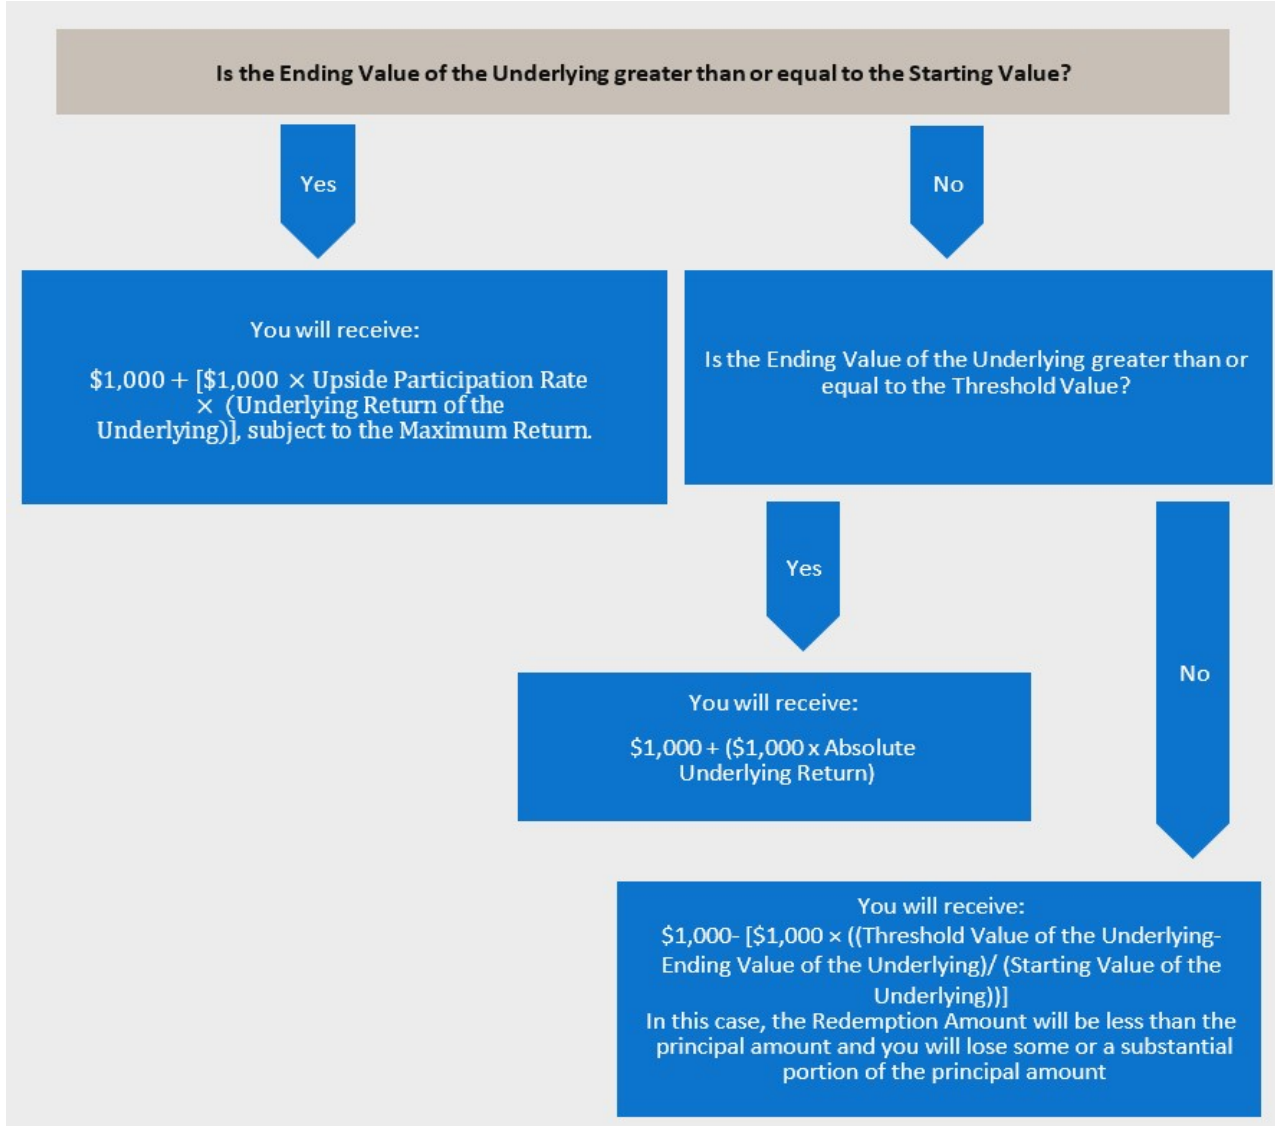 Is the Ending Value of the Underlying greater than or equal to the Starting Value?
Yes
No
You will receive:
$1,000 + [$1,000 × Upside Participation Rate
× (Underlying Return of the
Underlying)], subject to the Maximum Return.
Is the Ending Value of the Underlying greater than or
equal to the Threshold Value?
Yes
No
You will receive:
$1,000 + ($1,000 x Absolute
Underlying Return)
You will receive:
$1,000- [$1,000 × ((Threshold Value of the Underlying-
Ending Value of the Underlying)/ (Starting Value of the
Underlying))]
In this case, the Redemption Amount will be less than the
principal amount and you will lose some or a substantial
portion of the principal amount